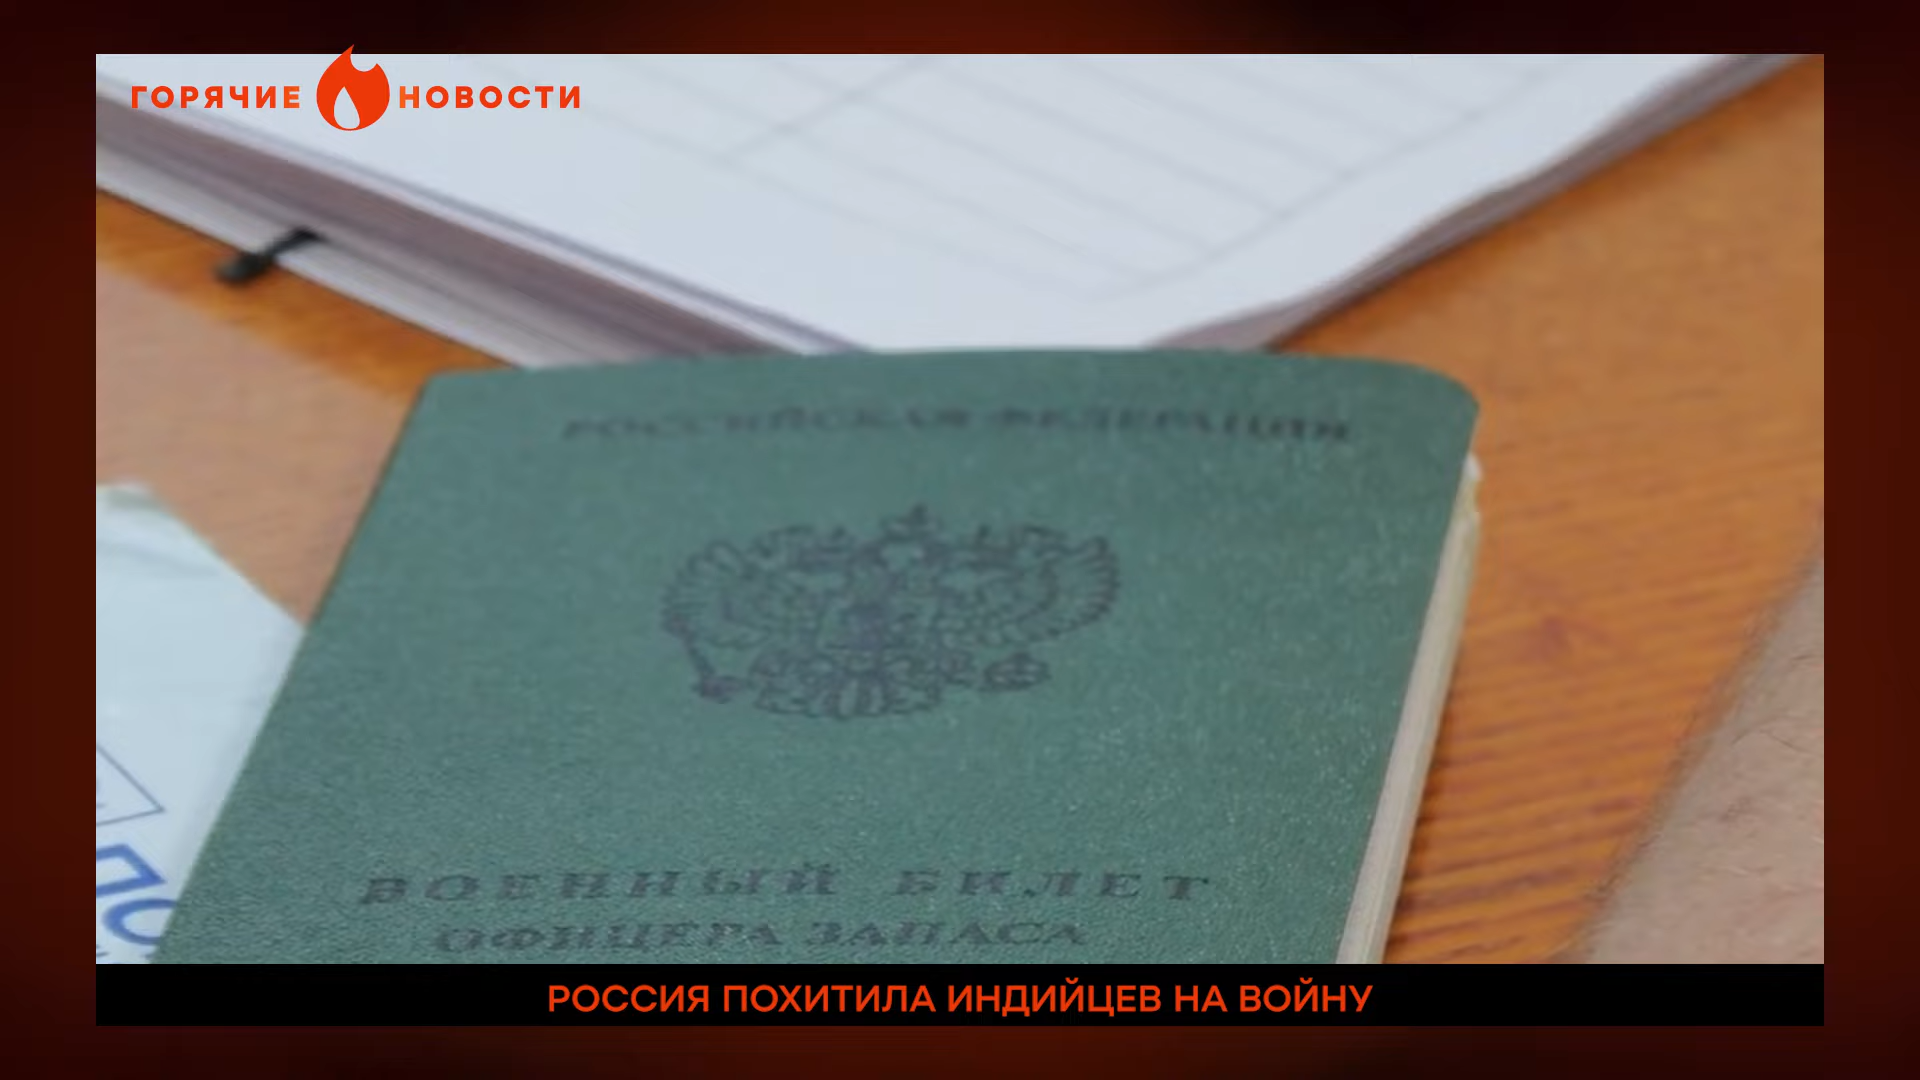 ГОРЯЧИЕ НОВОСТИ
РОССИЙСКАЯ ФЕДЕРАЦИЯ
ВОЕННЫЙ БИЛЕТ
ОФИЦЕРА ЗАПАСА
РОССИЯ ПОХИТИЛА ИНДИЙЦЕВ НА ВОЙНУ